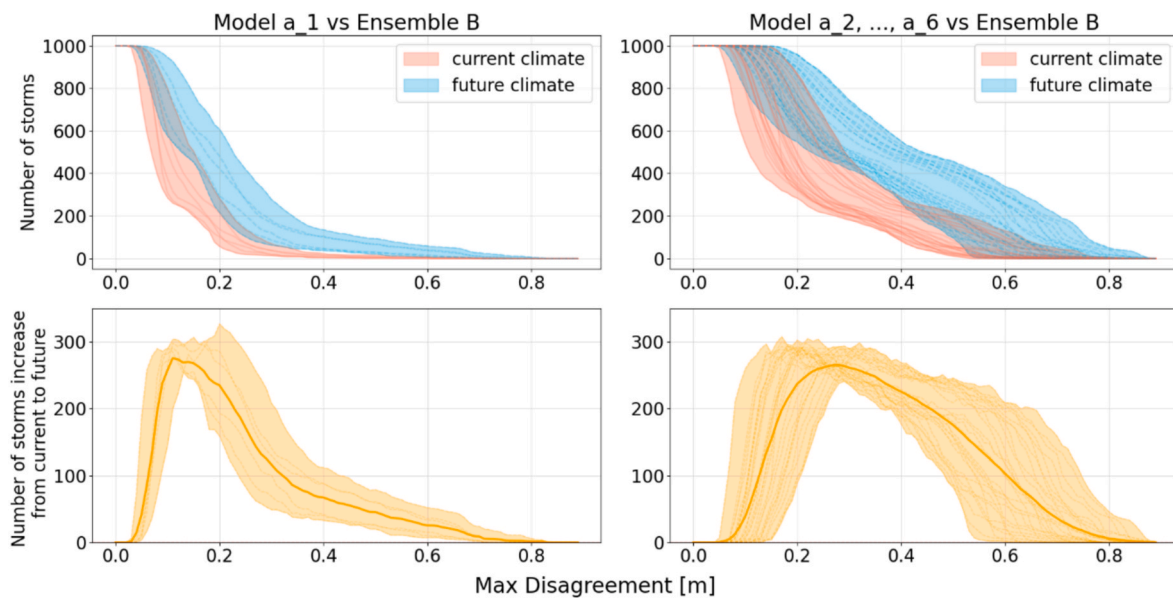 Model a_1 vs Ensemble B
Model a_2, ..., a_6 vs Ensemble B
Number of storms
1000
800
600
400
200
0
current climate
future climate
0.0 0.2 0.4 0.6 0.8
Number of storms
1000
800
600
400
200
0
current climate
future climate
0.0 0.2 0.4 0.6 0.8
Number of storms increase
from current to future
300
200
100
0
0.0 0.2 0.4 0.6 0.8
300
200
100
0
0.0 0.2 0.4 0.6 0.8
Max Disagreement [m]